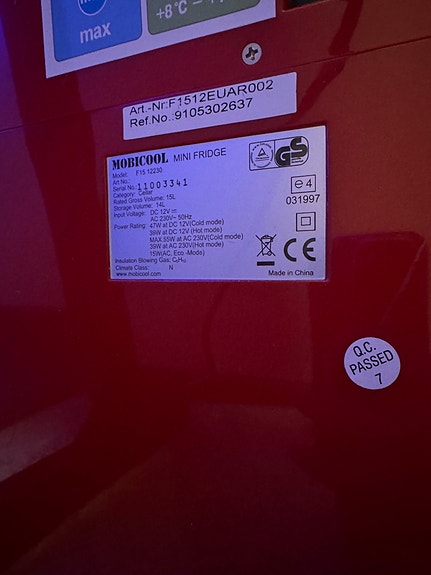 max
+8°C
Art.-Nr:F1512EUAR002
Ref.No.:9105302637
MOBICOOL MINI FRIDGE
Model: F15 12230
Art No.:
Serial No.: 11003341
Category: Cellar
Rated Gross Volume: 15L
Storage Volume: 14L
Input Voltage: DC 12V
AC 230V~ 50Hz
Power Rating: 47W at DC 12V(Cold mode)
39W at DC 12V (Hot mode)
MAX.55W at AC 230V(Cold mode)
39W at AC 230V(Hot mode)
15W(AC, Eco -Mode)
Insulation Blowing Gas: C₅H₁₀
Climate Class: N
www.mobicool.com
GS
e4
031997
CE
Made in China
Q.C.
PASSED
7